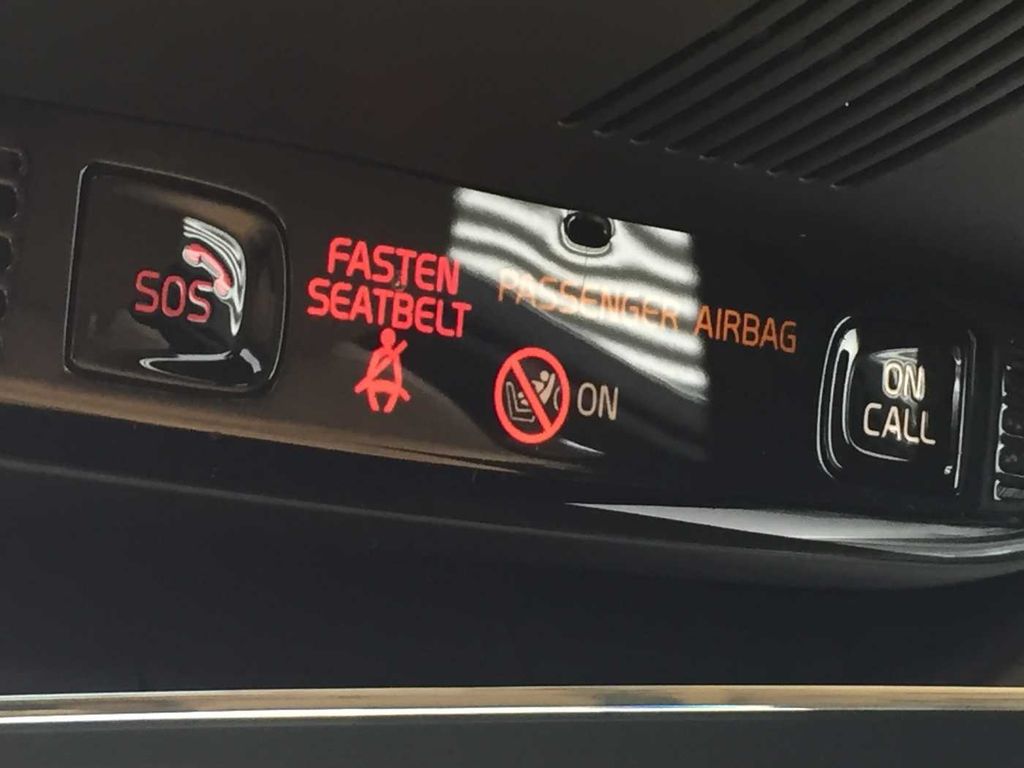 SOS
FASTEN
SEATBELT
PASSENGER AIRBAG
ON
ON
CALL